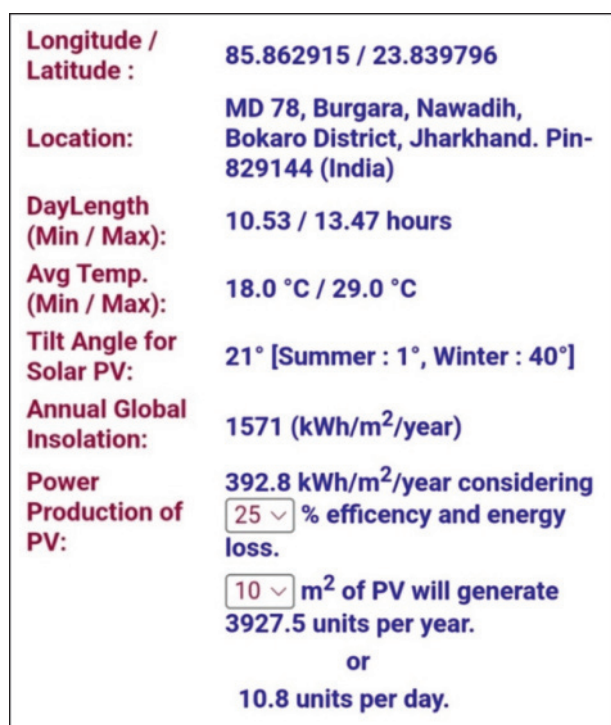 Longitude /
Latitude :
85.862915 / 23.839796
Location:
MD 78, Burgara, Nawadih,
Bokaro District, Jharkhand. Pin-
829144 (India)
DayLength
(Min / Max):
10.53 / 13.47 hours
Avg Temp.
(Min / Max):
18.0 °C / 29.0 °C
Tilt Angle for
Solar PV:
21° [Summer : 1°, Winter : 40°]
Annual Global
Insolation:
1571 (kWh/m²/year)
Power
Production of
PV:
392.8 kWh/m²/year considering
25 % efficency and energy
loss.
10 m² of PV will generate
3927.5 units per year.
or
10.8 units per day.